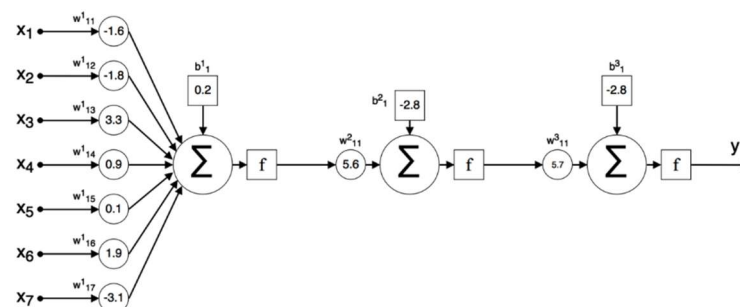 x₁ w¹₁₁ -1.6
x₂ w¹₁₂ -1.8
b¹₁ 0.2
b²₁ -2.8
b³₁ -2.8
x₃ w¹₁₃ 3.3
x₄ w¹₁₄ 0.9 Σ f w²₁₁ 5.6 Σ f w³₁₁ 5.7 Σ f y
x₅ w¹₁₅ 0.1
x₆ w¹₁₆ 1.9
x₇ w¹₁₇ -3.1